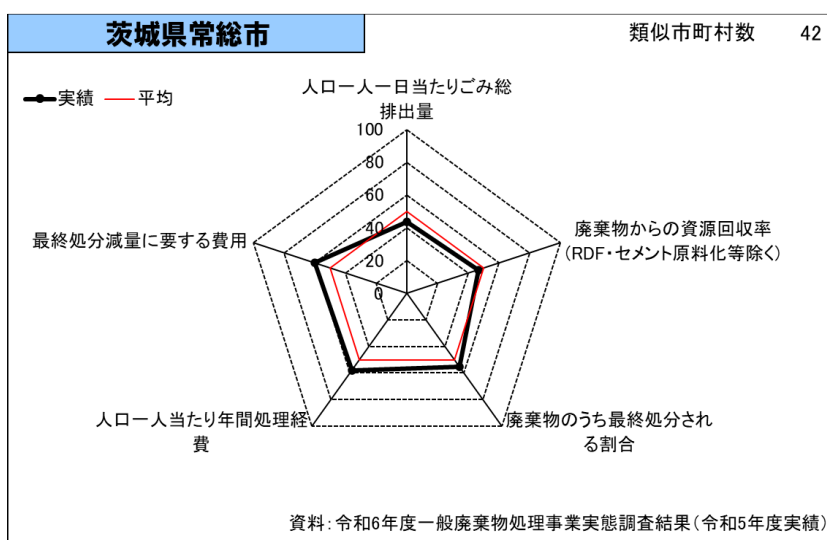 茨城県常総市
類似市町村数 42
実績 平均
人口一人一日当たりごみ総
排出量
100
80
60
40
20
0
廃棄物からの資源回収率
(RDF・セメント原料化等除く)
最終処分減量に要する費用
人口一人当たり年間処理経
費
廃棄物のうち最終処分され
る割合
資料:令和6年度一般廃棄物処理事業実態調査結果(令和5年度実績)